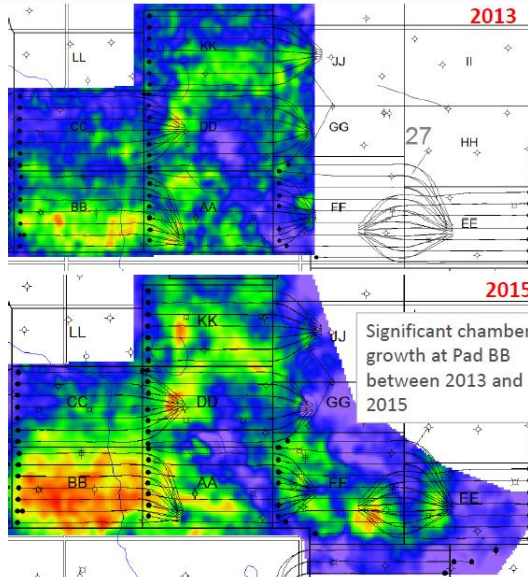 2013
KK
LL
JJ
II
CC
DD
GG
27
HH
BB
AA
FF
EE
2015
LL
KK
JJ
Significant chamber
growth at Pad BB
between 2013 and
2015
CC
DD
GG
BB
AA
FF
EE